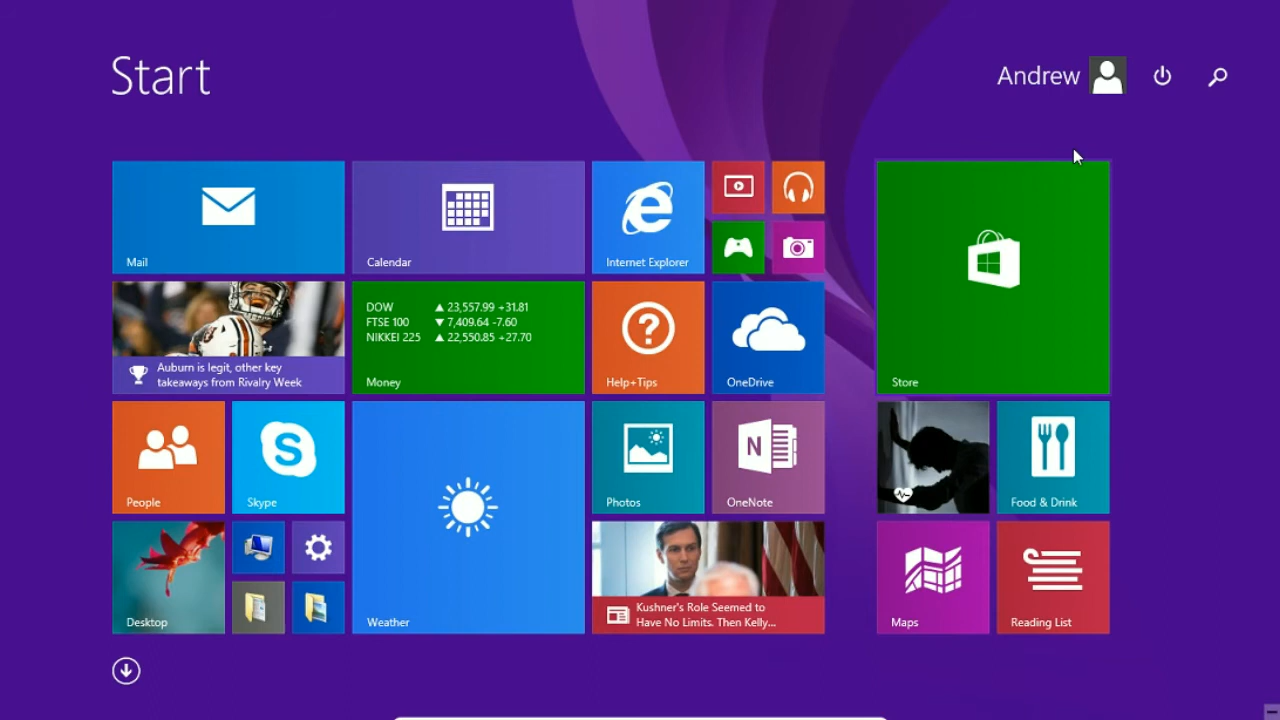 Start
Andrew
Mail
Calendar
Internet Explorer
Auburn is legit, other key
takeaways from Rivalry Week
DOW ▲ 23,557.99 +31.81
FTSE 100 ▼ 7,409.64 -7.60
NIKKEI 225 ▲ 22,550.85 +27.70
Money
Help+Tips
OneDrive
Store
People
Skype
Weather
Photos
OneNote
Food & Drink
Desktop
Kushner's Role Seemed to
Have No Limits. Then Kelly...
Maps
Reading List